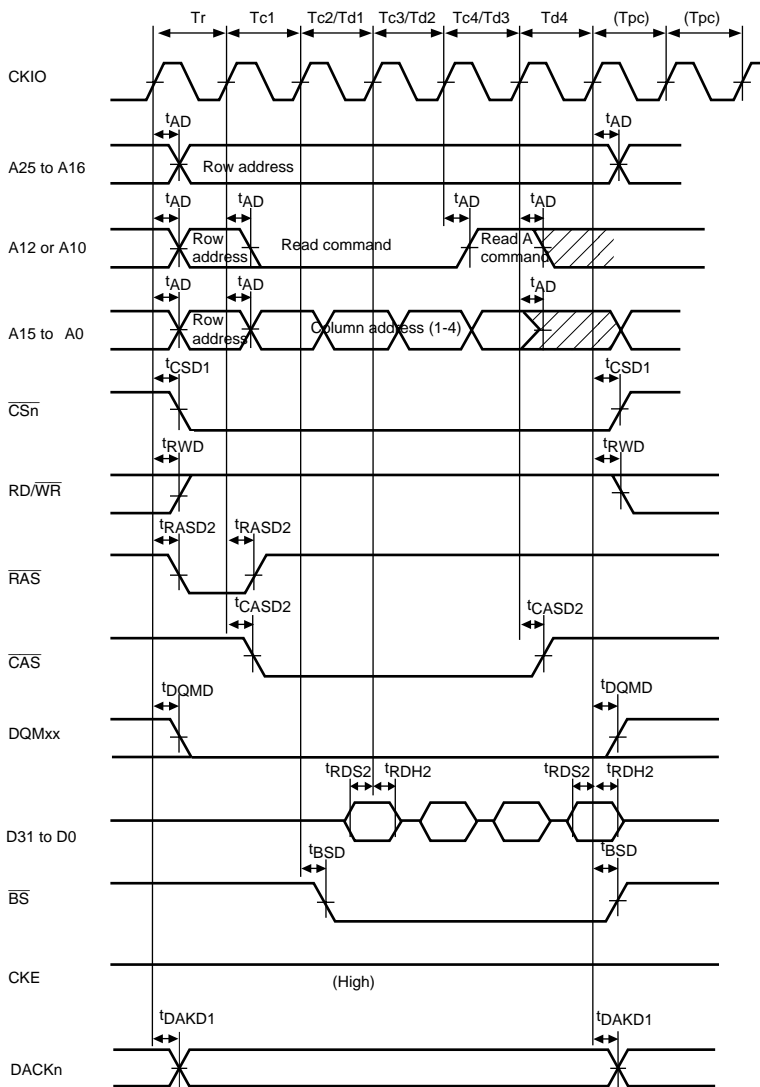 Tr Tc1 Tc2/Td1 Tc3/Td2 Tc4/Td3 Td4 (Tpc) (Tpc)
CKIO
tAD tAD
A25 to A16 Row address
tAD tAD tAD tAD
A12 or A10 Row address Read command Read A command
tAD tAD tAD
A15 to A0 Row address Column address (1-4)
tCSD1 tCSD1
CSn
tRWD tRWD
RD/WR
tRASD2 tRASD2
RAS
tCASD2 tCASD2
CAS
tDQMD tDQMD
DQMxx
tRDS2 tRDH2 tRDS2 tRDH2
D31 to D0
tBSD tBSD
BS
CKE (High)
tDAKD1 tDAKD1
DACKn